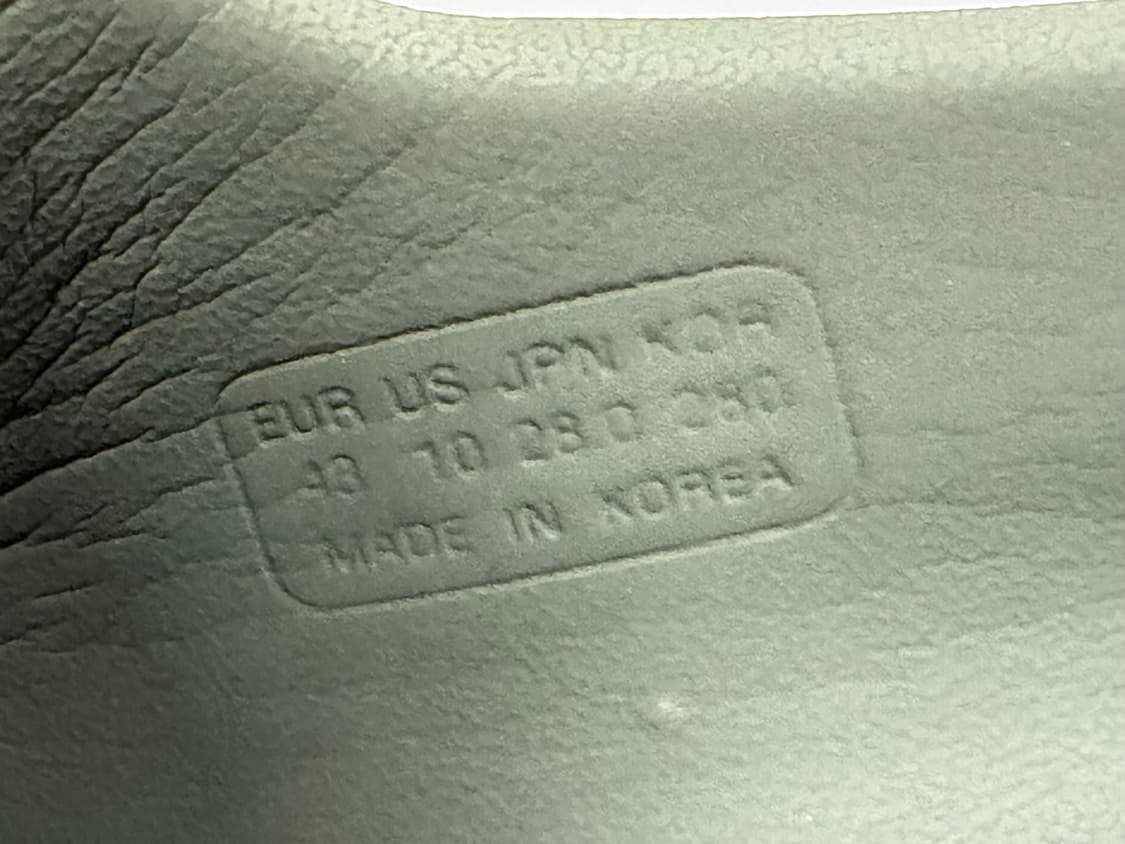 EUR US JPN KOR
43 10 28.0 280
MADE IN KOREA